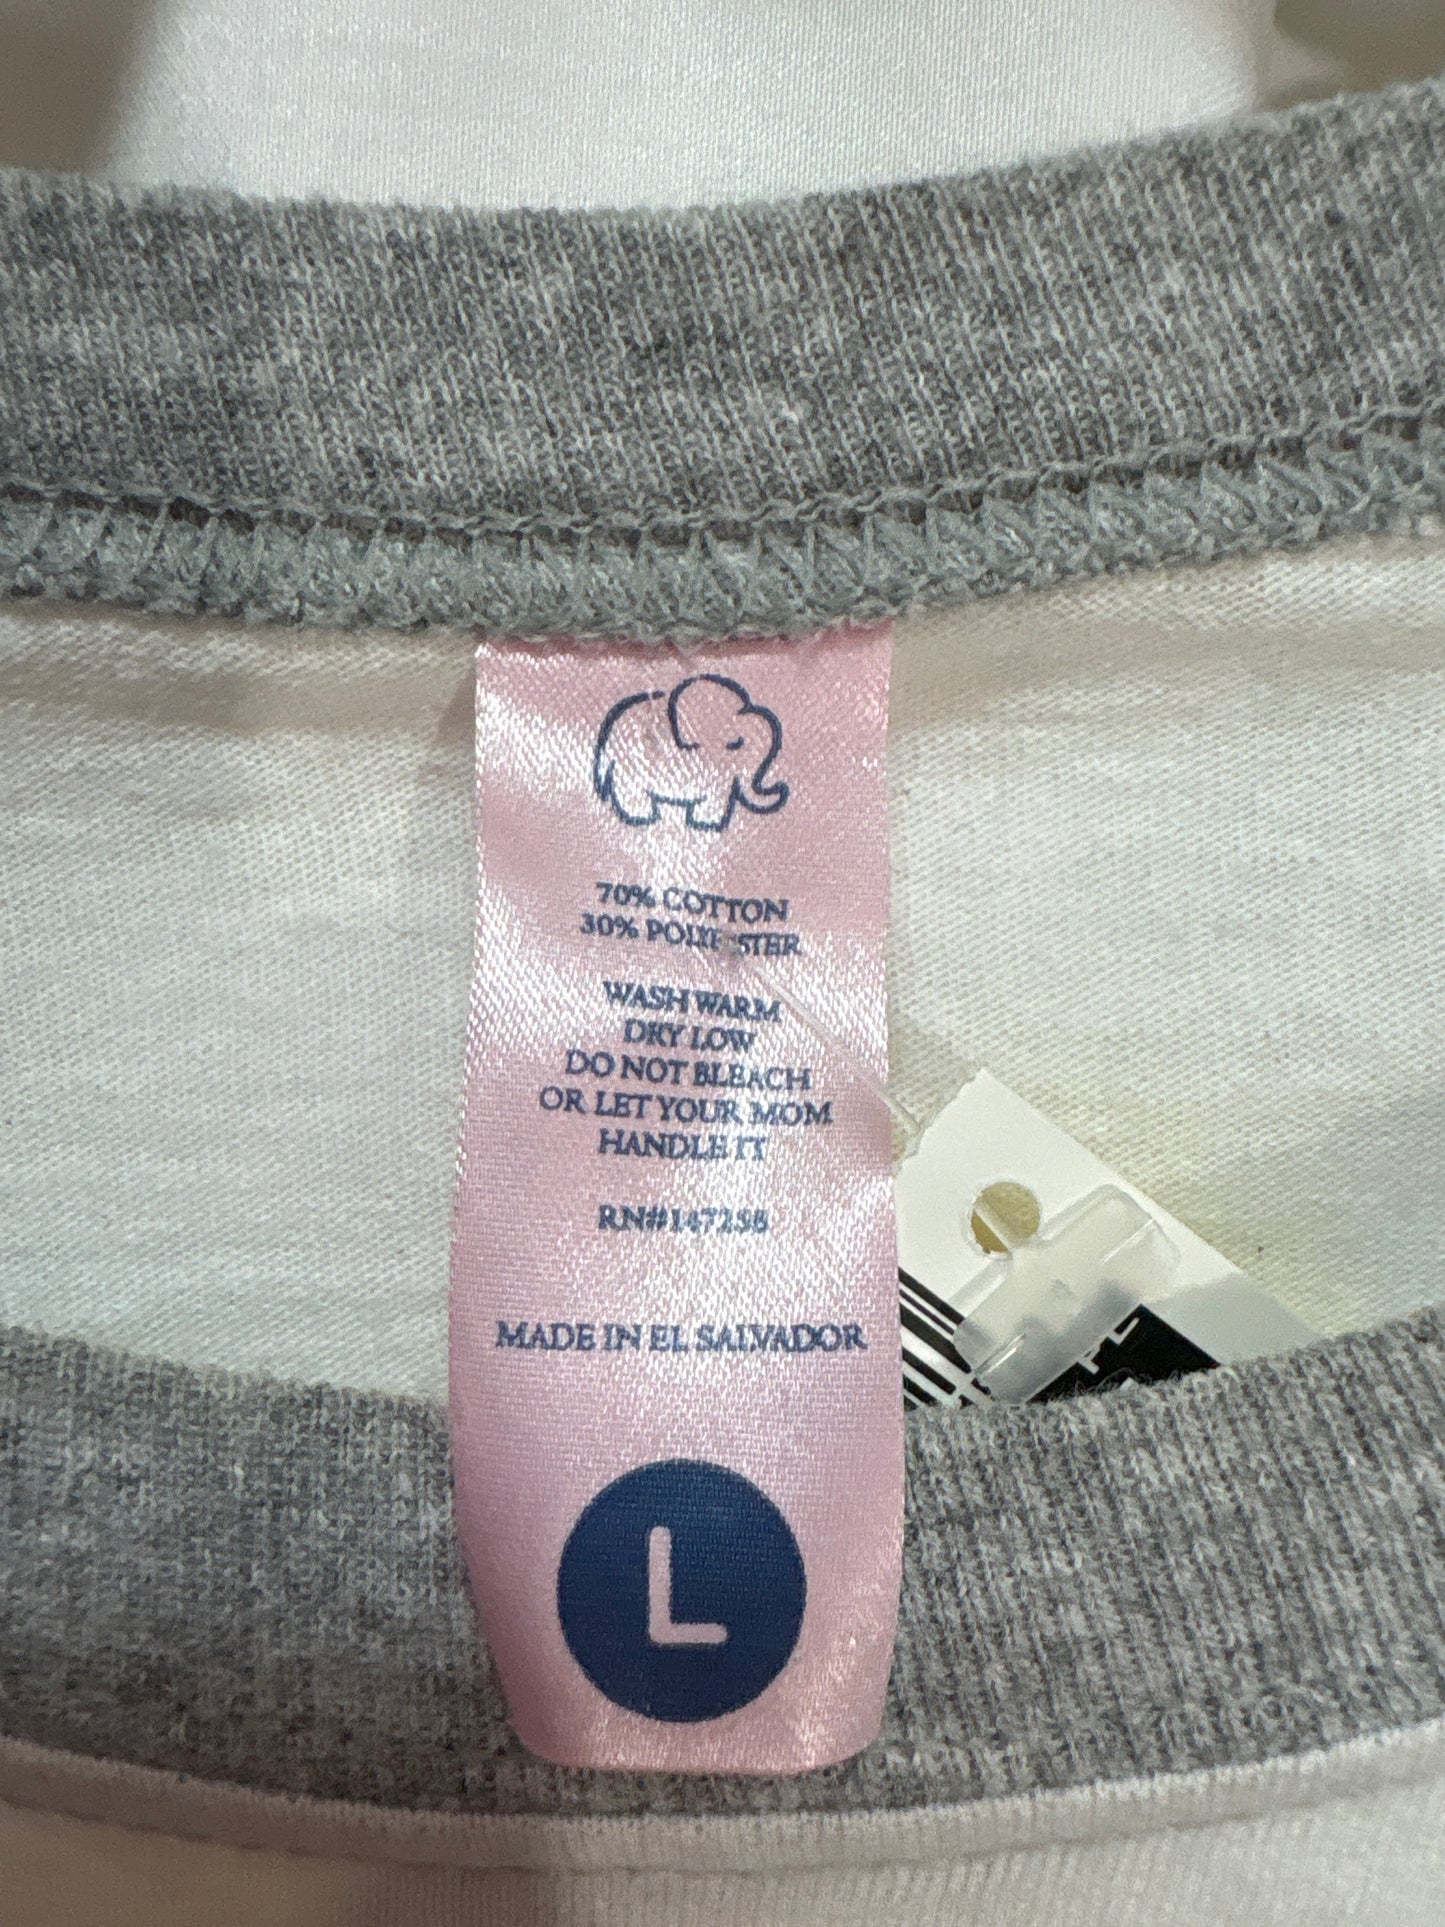 70% COTTON
30% POLYESTER
WASH WARM
DRY LOW
DO NOT BLEACH
OR LET YOUR MOM
HANDLE IT
RN#147258
MADE IN EL SALVADOR
L